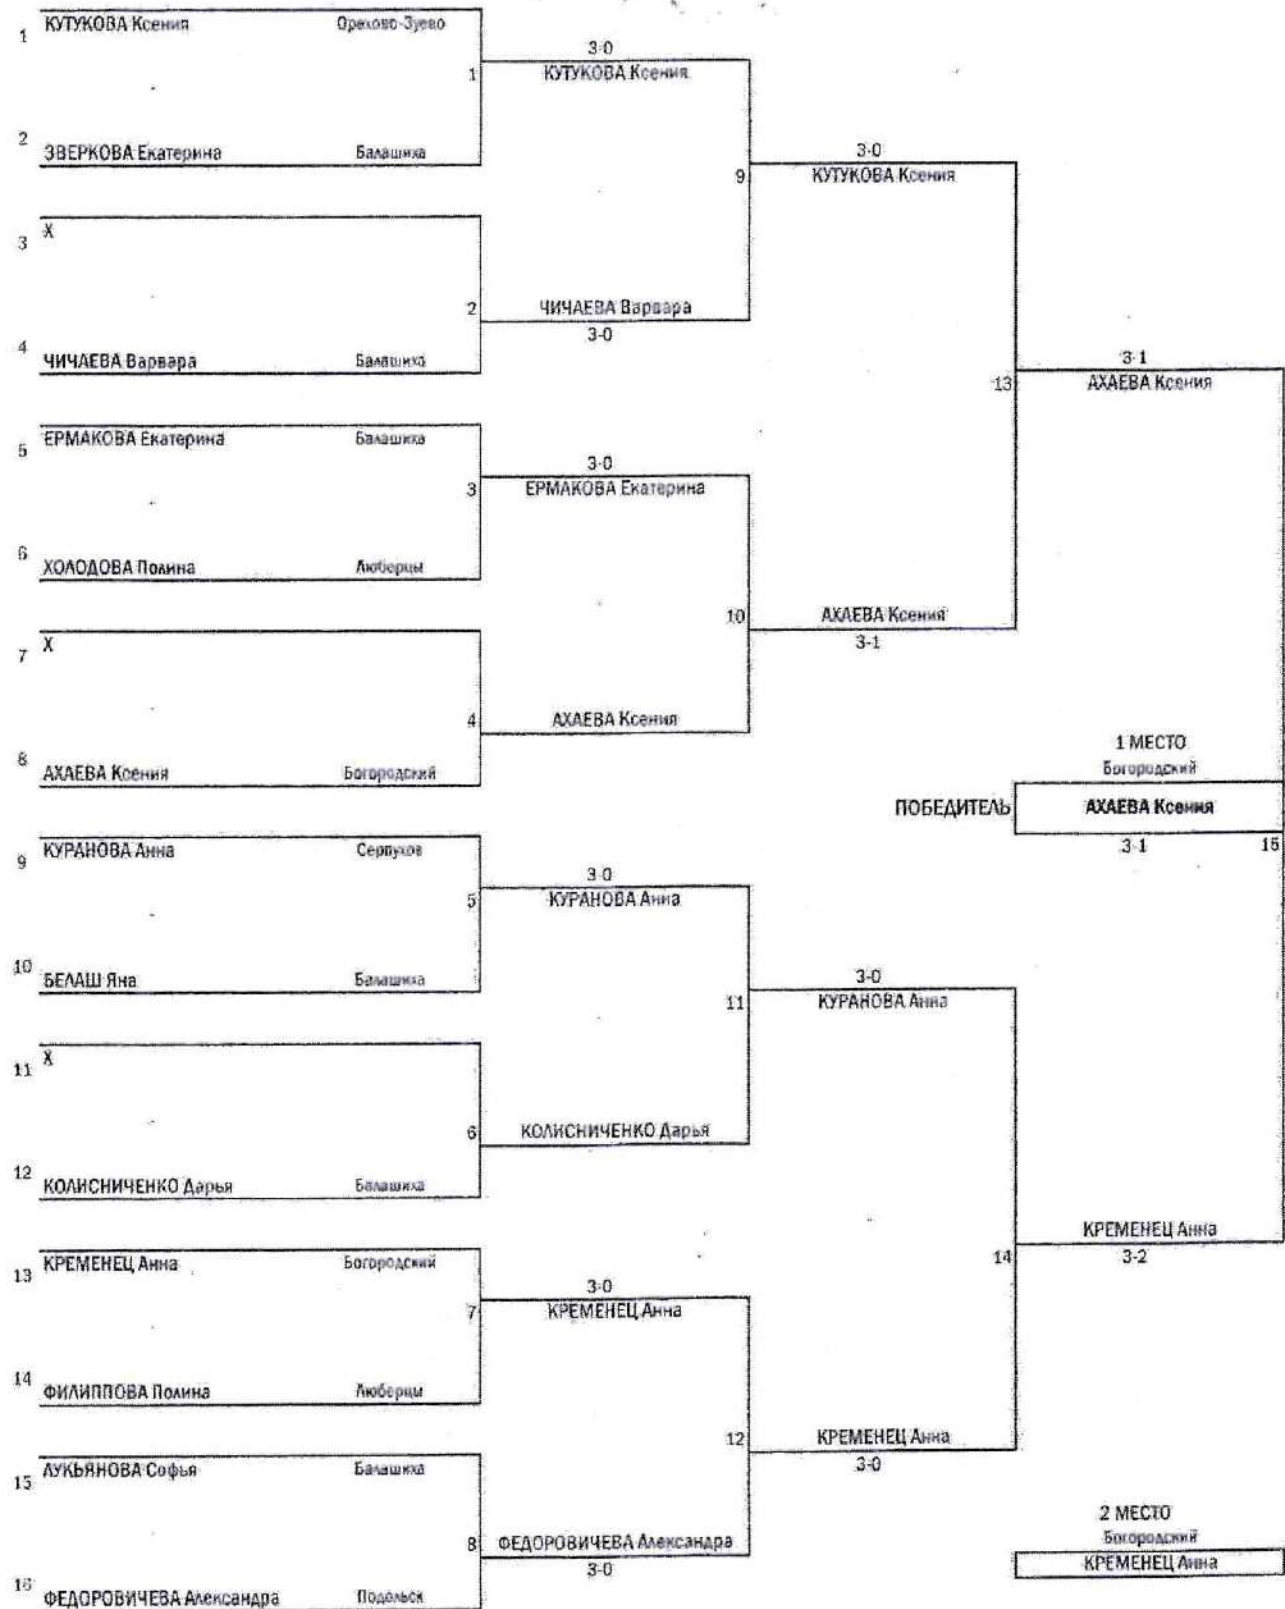 1 КУТУКОВА Ксения Орехово-Зуево
3-0
1 КУТУКОВА Ксения
2 ЗВЕРКОВА Екатерина Балашиха
3-0
9 КУТУКОВА Ксения
3 X
2 ЧИЧАЕВА Варвара
3-0
4 ЧИЧАЕВА Варвара Балашиха
3-1
13 АХАЕВА Ксения
5 ЕРМАКОВА Екатерина Балашиха
3-0
3 ЕРМАКОВА Екатерина
6 ХОЛОДОВА Полина Люберцы
10 АХАЕВА Ксения
3-1
7 X
4 АХАЕВА Ксения
8 АХАЕВА Ксения Богородский
1 МЕСТО
Богородский
ПОБЕДИТЕЛЬ АХАЕВА Ксения
3-1 15
9 КУРАНОВА Анна Серпухов
3-0
5 КУРАНОВА Анна
10 БЕЛАШ Яна Балашиха
3-0
11 КУРАНОВА Анна
11 X
6 КОЛИСНИЧЕНКО Дарья
12 КОЛИСНИЧЕНКО Дарья Балашиха
КРЕМЕНЕЦ Анна
14 3-2
13 КРЕМЕНЕЦ Анна Богородский
3-0
7 КРЕМЕНЕЦ Анна
14 ФИЛИППОВА Полина Люберцы
12 КРЕМЕНЕЦ Анна
3-0
15 ЛУКЬЯНОВА Софья Балашиха
8 ФЕДОРОВИЧЕВА Александра
3-0
16 ФЕДОРОВИЧЕВА Александра Подольск
2 МЕСТО
Богородский
КРЕМЕНЕЦ Анна